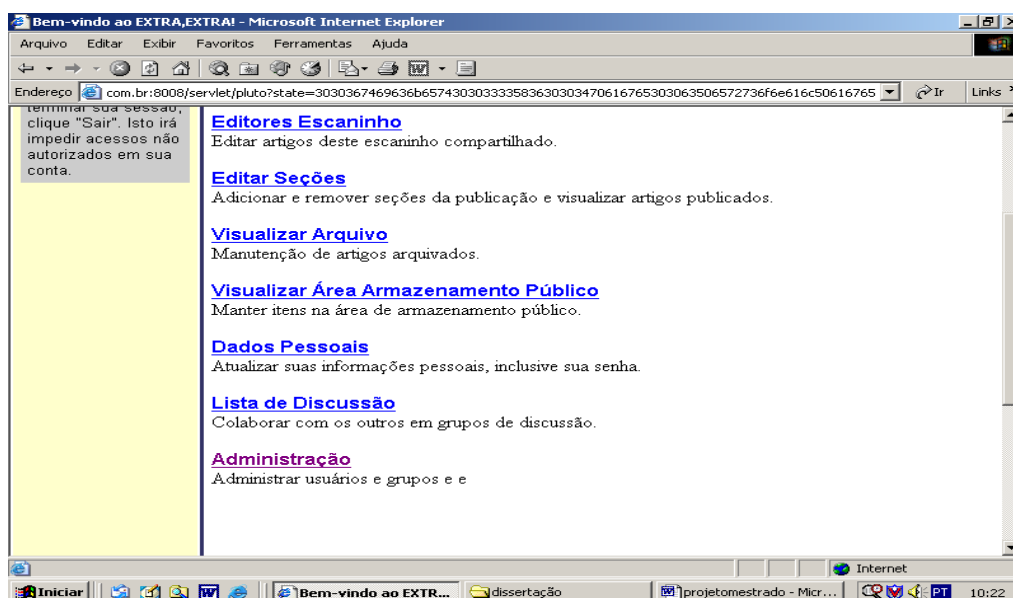 Bem-vindo ao EXTRA,EXTRA! - Microsoft Internet Explorer
Arquivo Editar Exibir Favoritos Ferramentas Ajuda
Endereço com.br:8008/servlet/pluto?state=3030367469636b657430303333358363030347061676530306350657273 6f6e616c50616765 Ir Links
terminar sua sessão,
clique "Sair". Isto irá
impedir acessos não
autorizados em sua
conta.
Editores Escaninho
Editar artigos deste escaninho compartilhado.
Editar Seções
Adicionar e remover seções da publicação e visualizar artigos publicados.
Visualizar Arquivo
Manutenção de artigos arquivados.
Visualizar Área Armazenamento Público
Manter itens na área de armazenamento público.
Dados Pessoais
Atualizar suas informações pessoais, inclusive sua senha.
Lista de Discussão
Colaborar com os outros em grupos de discussão.
Administração
Administrar usuários e grupos e e
Internet
Iniciar Bem-vindo ao EXTR... dissertação projetomestrado - Micr... PT 10:22